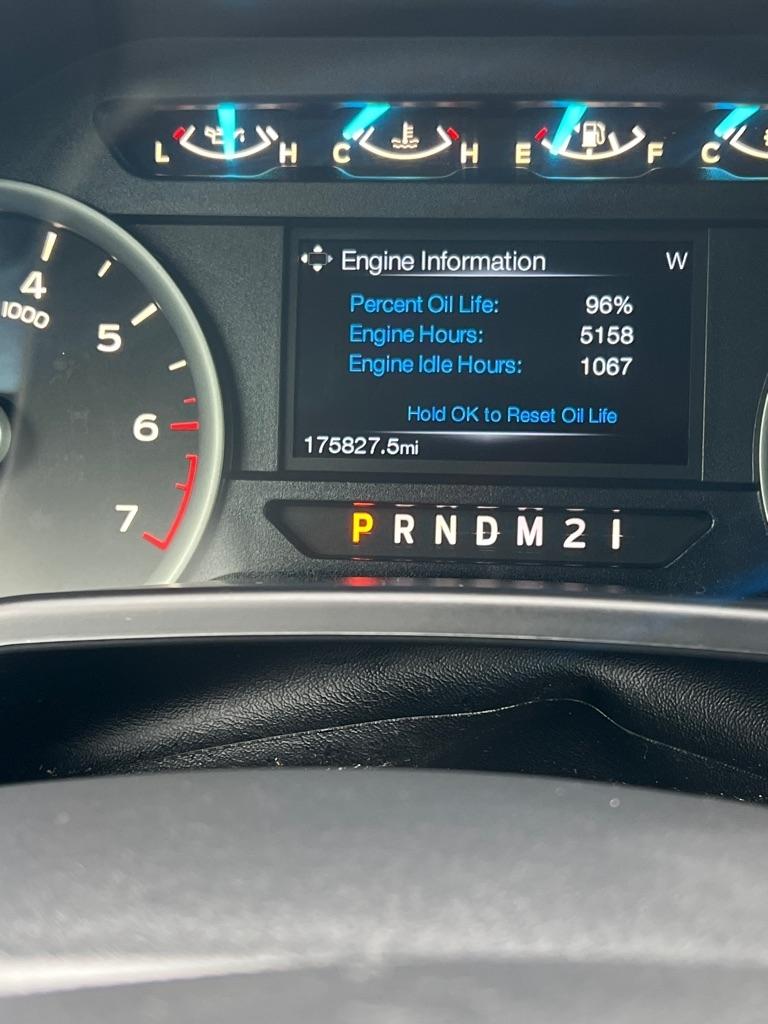 L H C H E F C
Engine Information W
Percent Oil Life: 96%
Engine Hours: 5158
Engine Idle Hours: 1067
Hold OK to Reset Oil Life
175827.5mi
4
1000
5
6
7
P R N D M 2 1